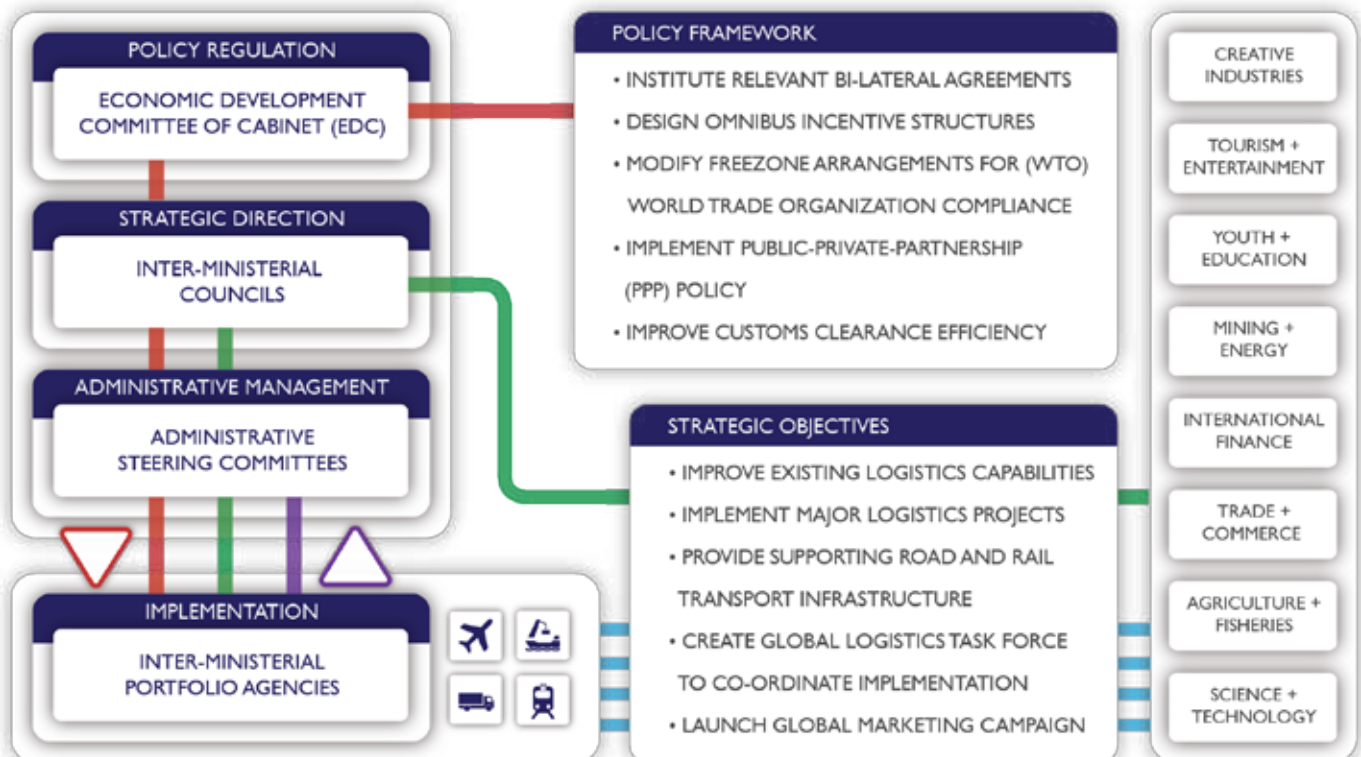 POLICY REGULATION
ECONOMIC DEVELOPMENT
COMMITTEE OF CABINET (EDC)
STRATEGIC DIRECTION
INTER-MINISTERIAL
COUNCILS
ADMINISTRATIVE MANAGEMENT
ADMINISTRATIVE
STEERING COMMITTEES
IMPLEMENTATION
INTER-MINISTERIAL
PORTFOLIO AGENCIES
POLICY FRAMEWORK
• INSTITUTE RELEVANT BI-LATERAL AGREEMENTS
• DESIGN OMNIBUS INCENTIVE STRUCTURES
• MODIFY FREEZONE ARRANGEMENTS FOR (WTO)
WORLD TRADE ORGANIZATION COMPLIANCE
• IMPLEMENT PUBLIC-PRIVATE-PARTNERSHIP
(PPP) POLICY
• IMPROVE CUSTOMS CLEARANCE EFFICIENCY
STRATEGIC OBJECTIVES
• IMPROVE EXISTING LOGISTICS CAPABILITIES
• IMPLEMENT MAJOR LOGISTICS PROJECTS
• PROVIDE SUPPORTING ROAD AND RAIL
TRANSPORT INFRASTRUCTURE
• CREATE GLOBAL LOGISTICS TASK FORCE
TO CO-ORDINATE IMPLEMENTATION
• LAUNCH GLOBAL MARKETING CAMPAIGN
CREATIVE
INDUSTRIES
TOURISM +
ENTERTAINMENT
YOUTH +
EDUCATION
MINING +
ENERGY
INTERNATIONAL
FINANCE
TRADE +
COMMERCE
AGRICULTURE +
FISHERIES
SCIENCE +
TECHNOLOGY